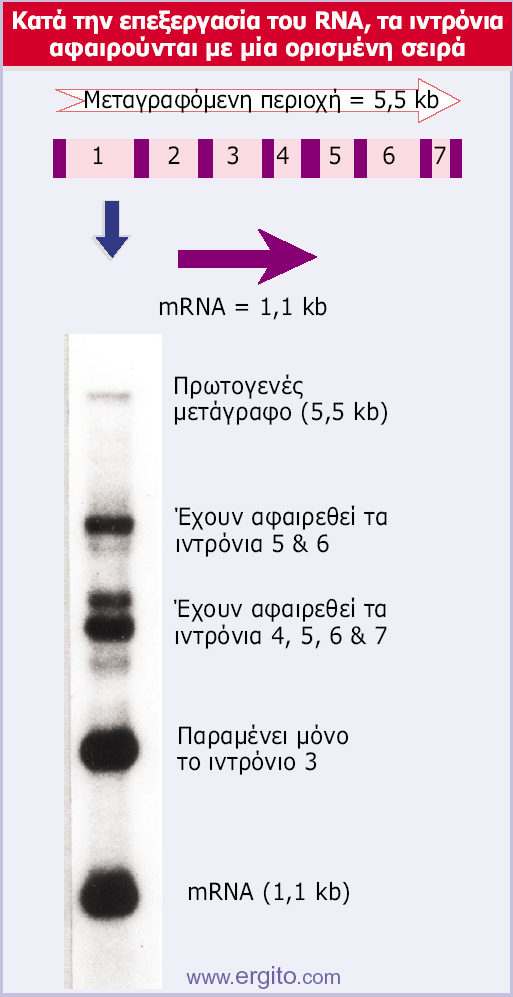 Κατά την επεξεργασία του RNA, τα ιντρόνια
αφαιρούνται με μία ορισμένη σειρά
Μεταγραφόμενη περιοχή = 5,5 kb
1 2 3 4 5 6 7
mRNA = 1,1 kb
Πρωτογενές
μετάγραφο (5,5 kb)
Έχουν αφαιρεθεί τα
ιντρόνια 5 & 6
Έχουν αφαιρεθεί τα
ιντρόνια 4, 5, 6 & 7
Παραμένει μόνο
το ιντρόνιο 3
mRNA (1,1 kb)
www.ergito.com